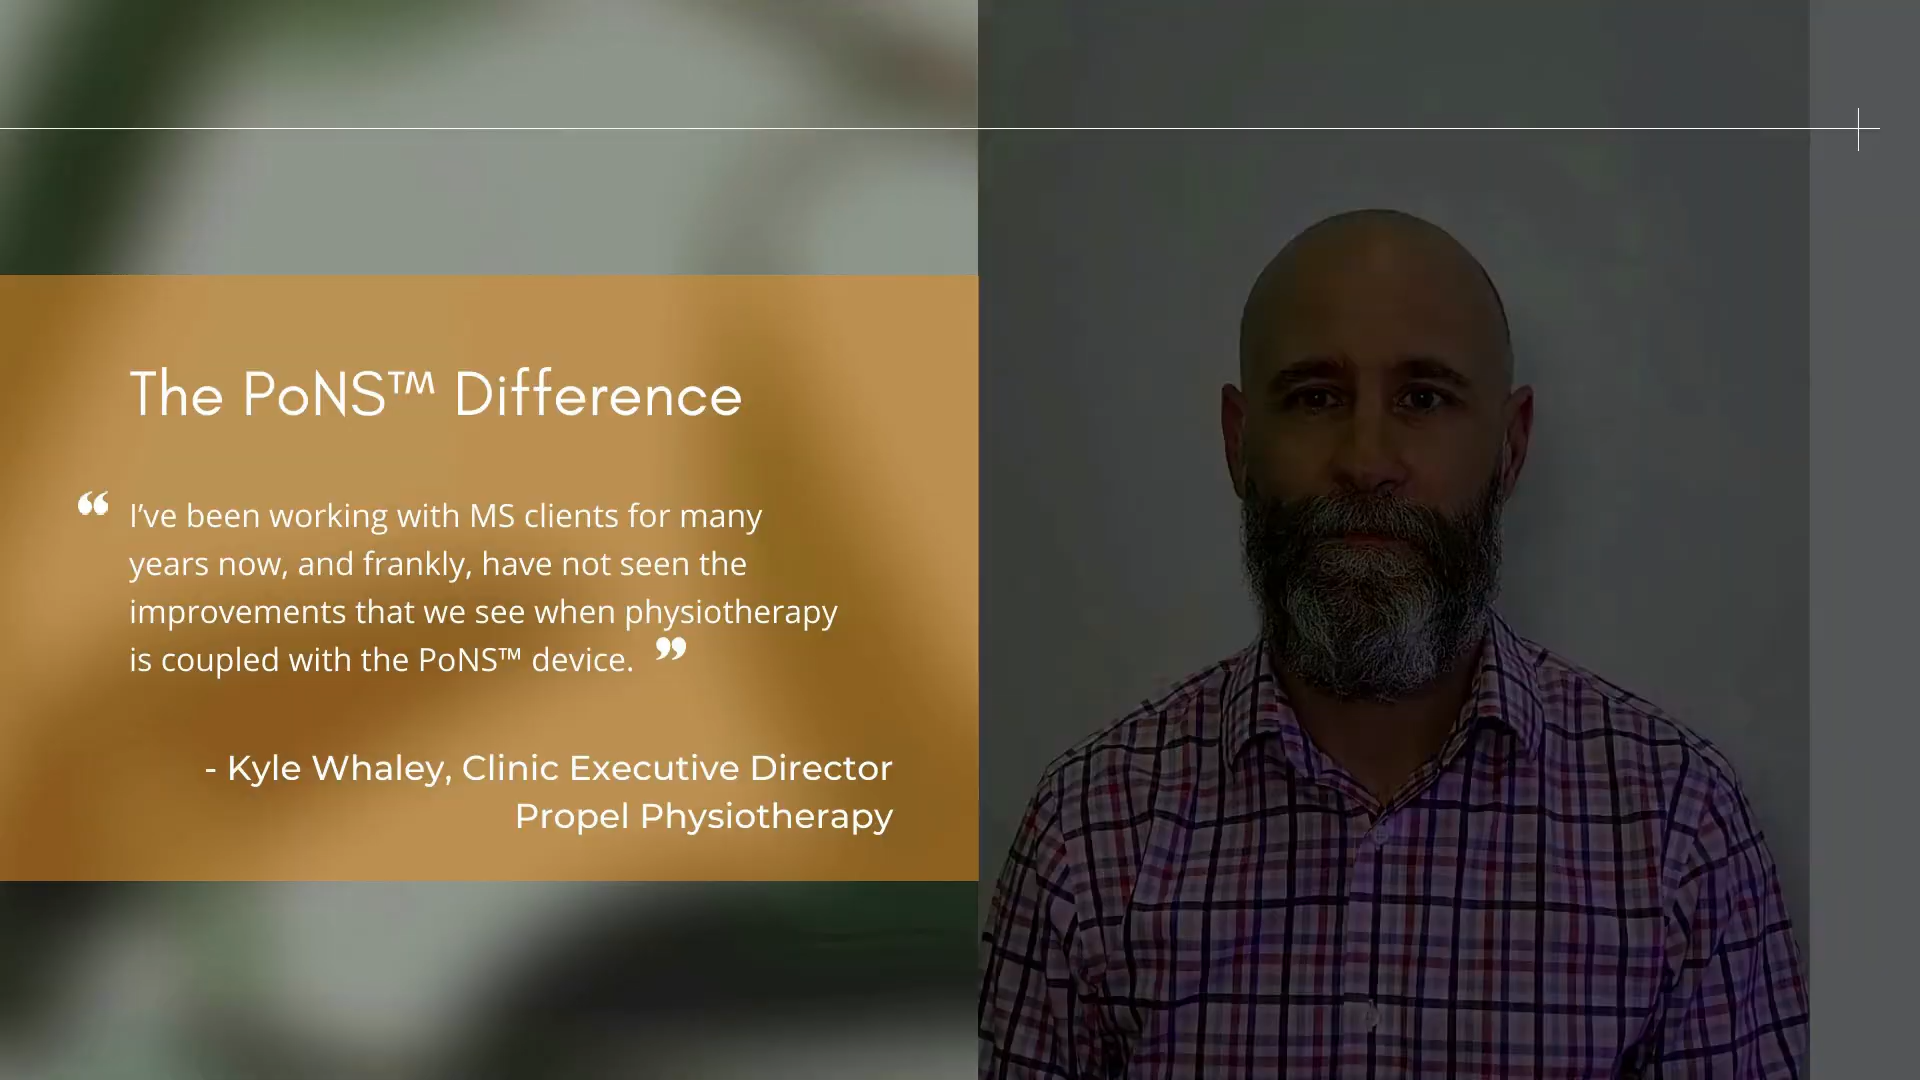 The PoNS™ Difference
“ I’ve been working with MS clients for many
years now, and frankly, have not seen the
improvements that we see when physiotherapy
is coupled with the PoNS™ device. ”
- Kyle Whaley, Clinic Executive Director
Propel Physiotherapy